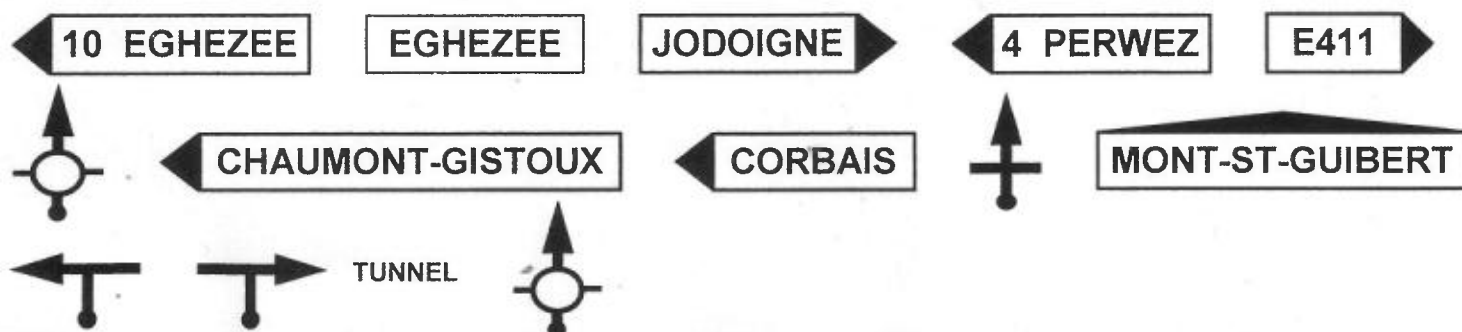 10 EGHEZEE EGHEZEE JODOIGNE 4 PERWEZ E411
CHAUMONT-GISTOUX CORBAIS MONT-ST-GUIBERT
TUNNEL